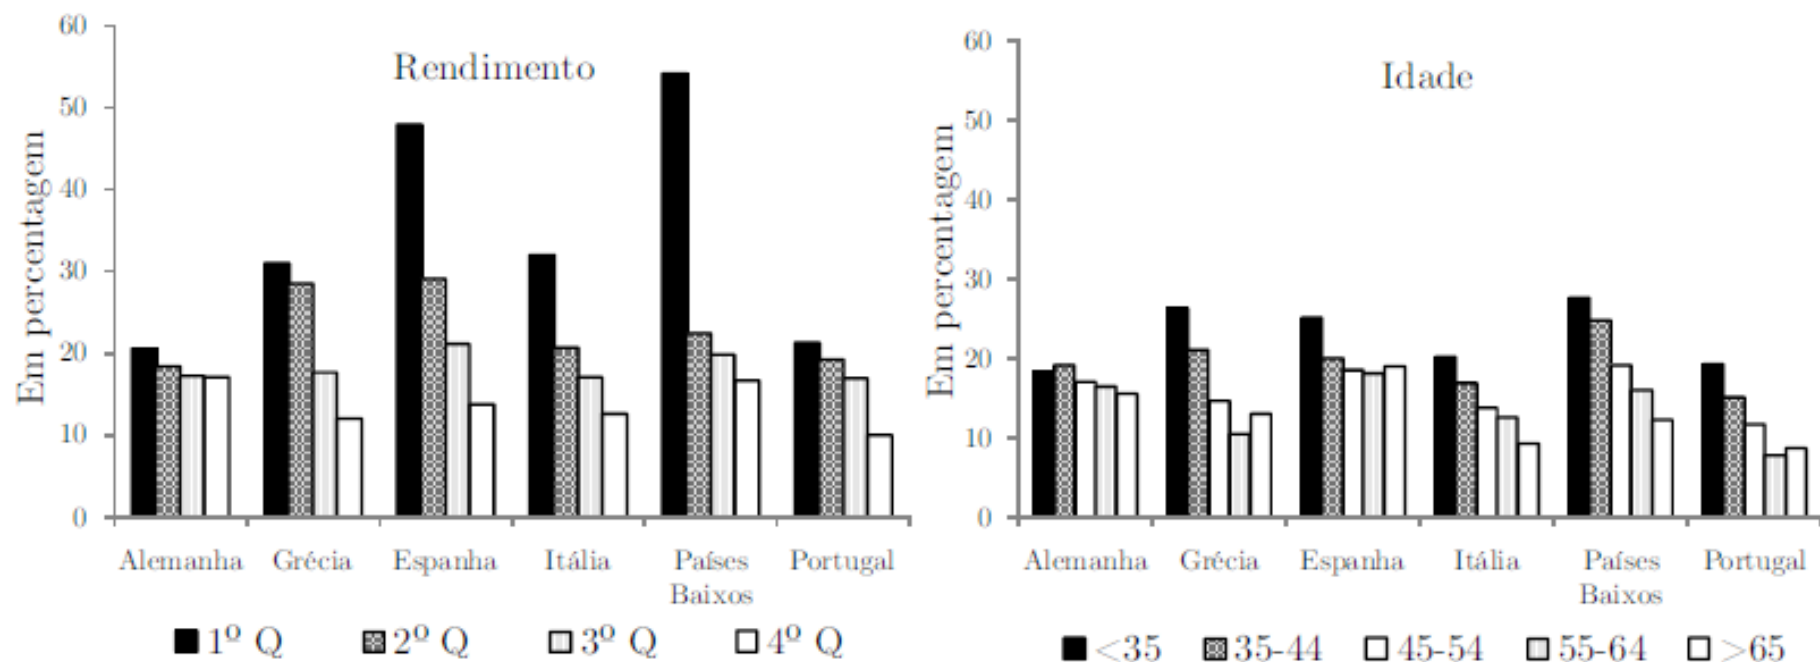 Rendimento
Em percentagem
60
50
40
30
20
10
0
Alemanha Grécia Espanha Itália Países Baixos Portugal
1º Q 2º Q 3º Q 4º Q
Idade
Em percentagem
60
50
40
30
20
10
0
Alemanha Grécia Espanha Itália Países Baixos Portugal
<35 35-44 45-54 55-64 >65